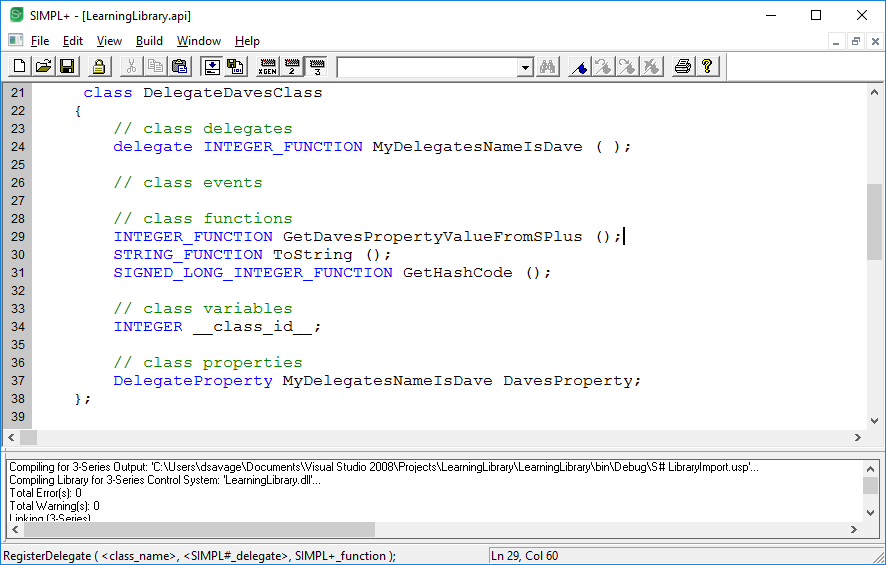 SIMPL+ - [LearningLibrary.api]
File Edit View Build Window Help
XGEN 2 3
21 class DelegateDavesClass
22 {
23 // class delegates
24 delegate INTEGER_FUNCTION MyDelegatesNameIsDave ( );
25
26 // class events
27
28 // class functions
29 INTEGER_FUNCTION GetDavesPropertyValueFromSPlus ();
30 STRING_FUNCTION ToString ();
31 SIGNED_LONG_INTEGER_FUNCTION GetHashCode ();
32
33 // class variables
34 INTEGER __class_id__;
35
36 // class properties
37 DelegateProperty MyDelegatesNameIsDave DavesProperty;
38 };
39
Compiling for 3-Series Output: 'C:\Users\dsavage\Documents\Visual Studio 2008\Projects\LearningLibrary\LearningLibrary\bin\Debug\S# LibraryImport.usp'...
Compiling Library for 3-Series Control System: 'LearningLibrary.dll'...
Total Error(s): 0
Total Warning(s): 0
Linking (3-Series)
RegisterDelegate ( <class_name>, <SIMPL#_delegate>, SIMPL+_function ); Ln 29, Col 60